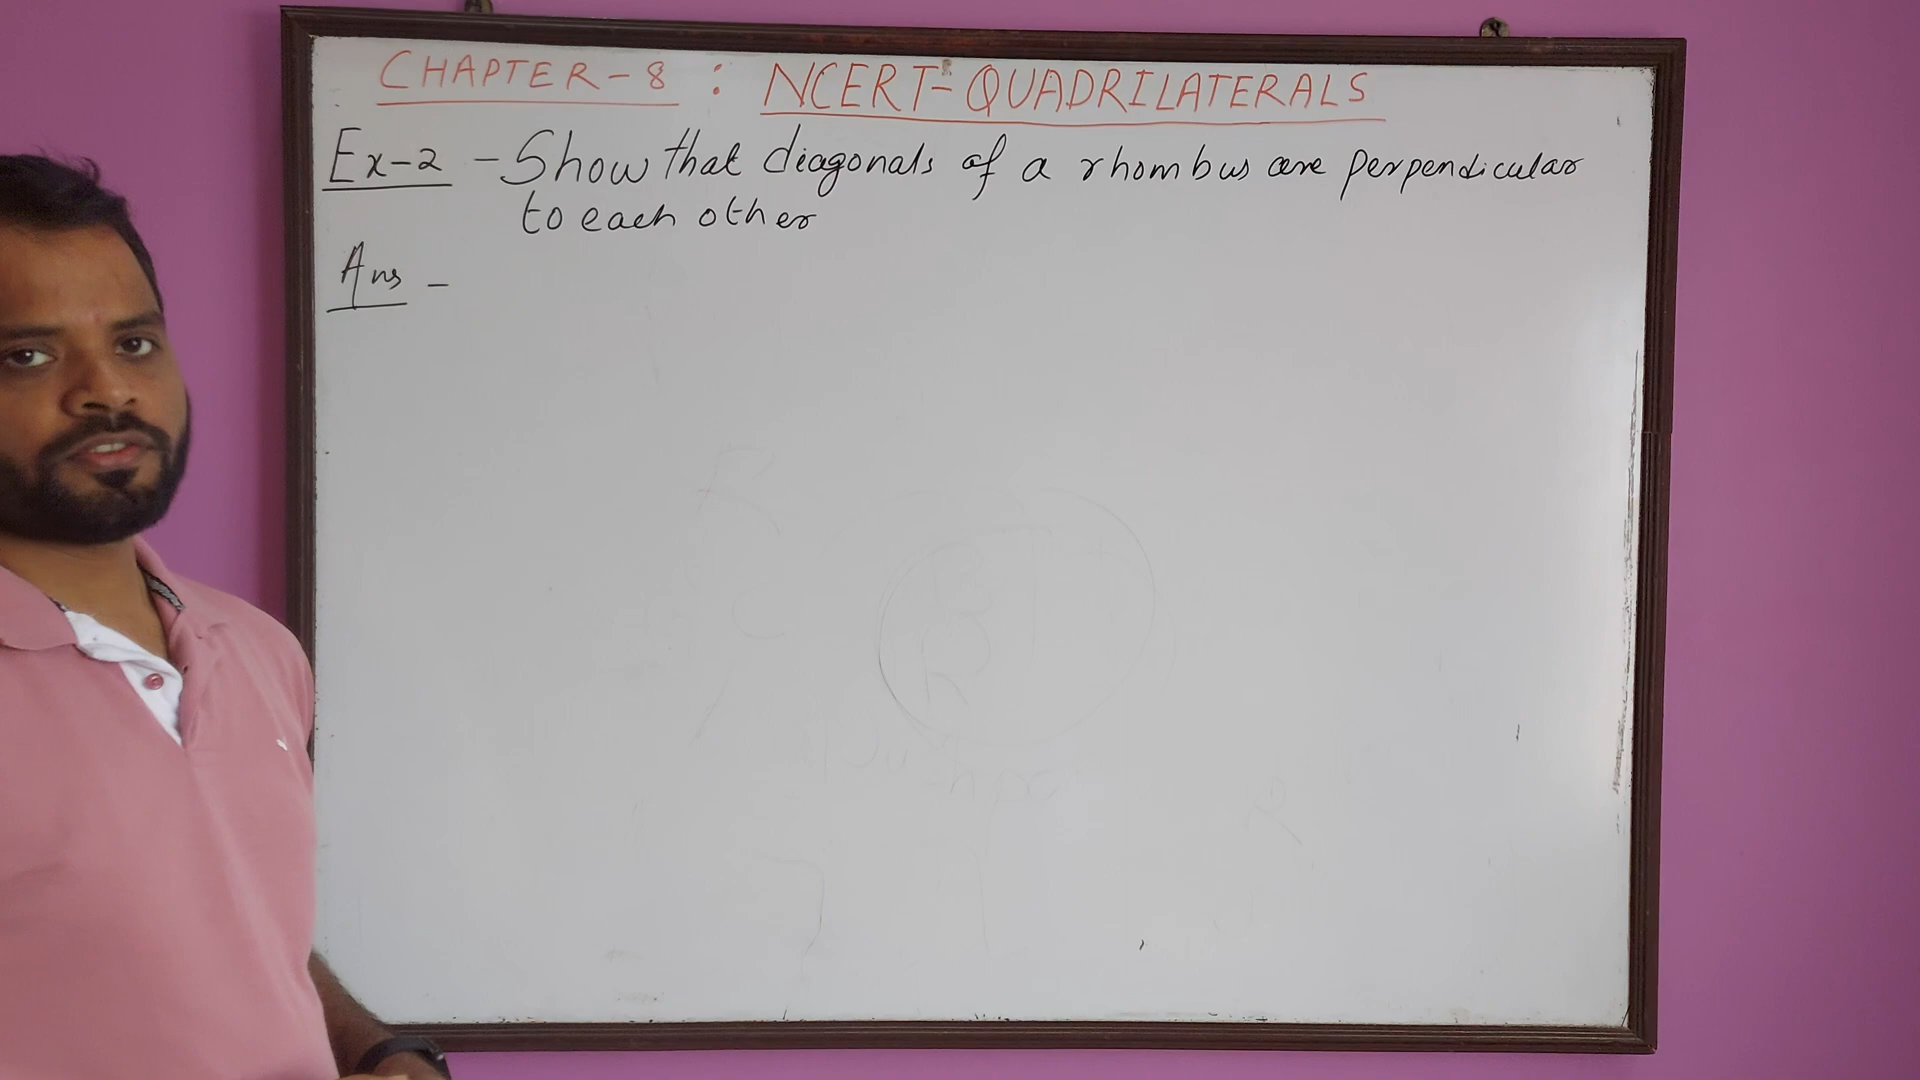 CHAPTER-8 : NCERT-QUADRILATERALS
Ex-2 - Show that diagonals of a rhombus are perpendicular
to each other
Ans -